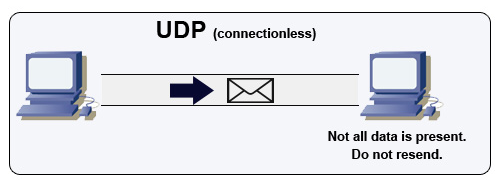 UDP (connectionless)
Not all data is present.
Do not resend.